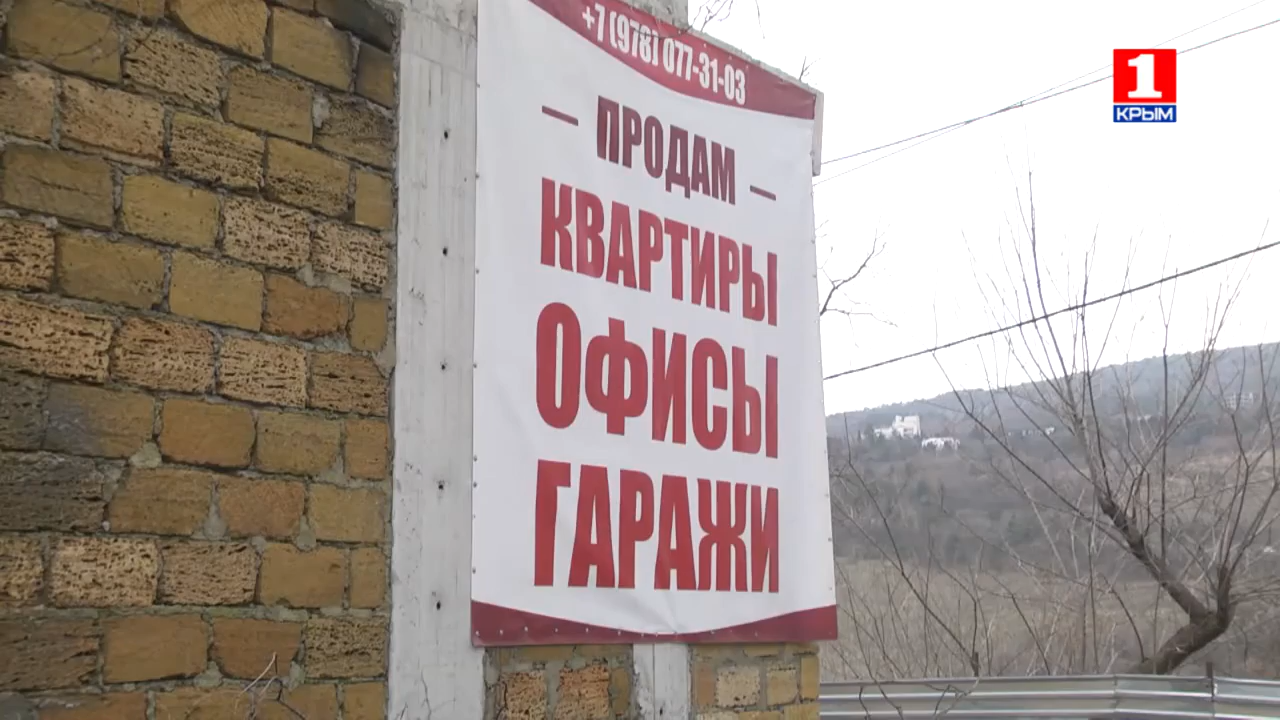 +7 (978) 077-31-03
— ПРОДАМ —
КВАРТИРЫ
ОФИСЫ
ГАРАЖИ
1
КРЫМ